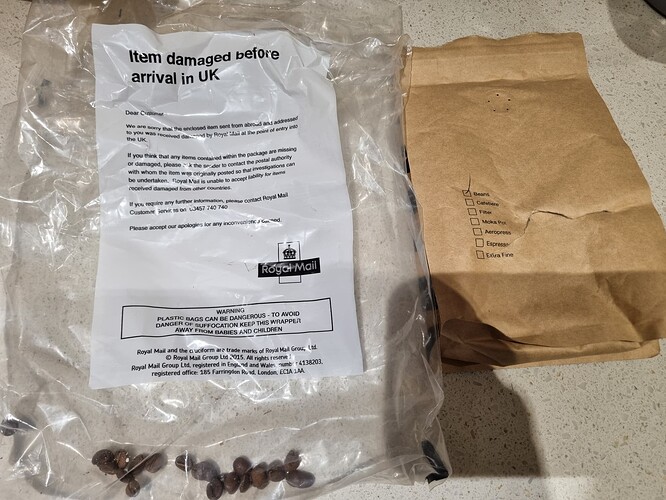 Item damaged before
arrival in UK
Dear Customer
We are sorry that the enclosed item sent from abroad and addressed
to you was received damaged by Royal Mail at the point of entry into
the UK.
If you think that any items contained within the package are missing
or damaged, please ask the sender to contact the postal authority
with whom the item was originally posted so that investigations can
be undertaken. Royal Mail is unable to accept liability for items
received damaged from other countries.
If you require any further information, please contact Royal Mail
Customer Services on 03457 740 740
Please accept our apologies for any inconvenience caused.
Royal Mail
WARNING
PLASTIC BAGS CAN BE DANGEROUS - TO AVOID
DANGER OF SUFFOCATION KEEP THIS WRAPPER
AWAY FROM BABIES AND CHILDREN
Royal Mail and the cruciform are trade marks of Royal Mail Group Ltd.
© Royal Mail Group Ltd 2015. All rights reserved
Royal Mail Group Ltd, registered in England and Wales, number 4138203,
registered office: 185 Farringdon Road, London, EC1A 1AA.
Beans
Cafetiere
Filter
Moka Pot
Aeropress
Espresso
Extra Fine